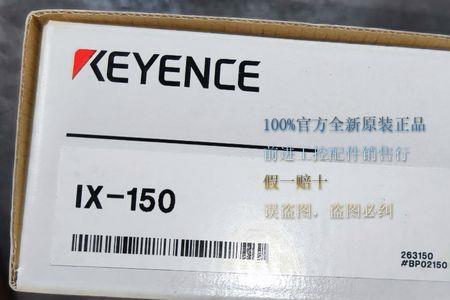 KEYENCE
100%官方全新原装正品
前进工控配件销售行
假一赔十
误盗图，盗图必纠
IX-150
263150
#BP02150